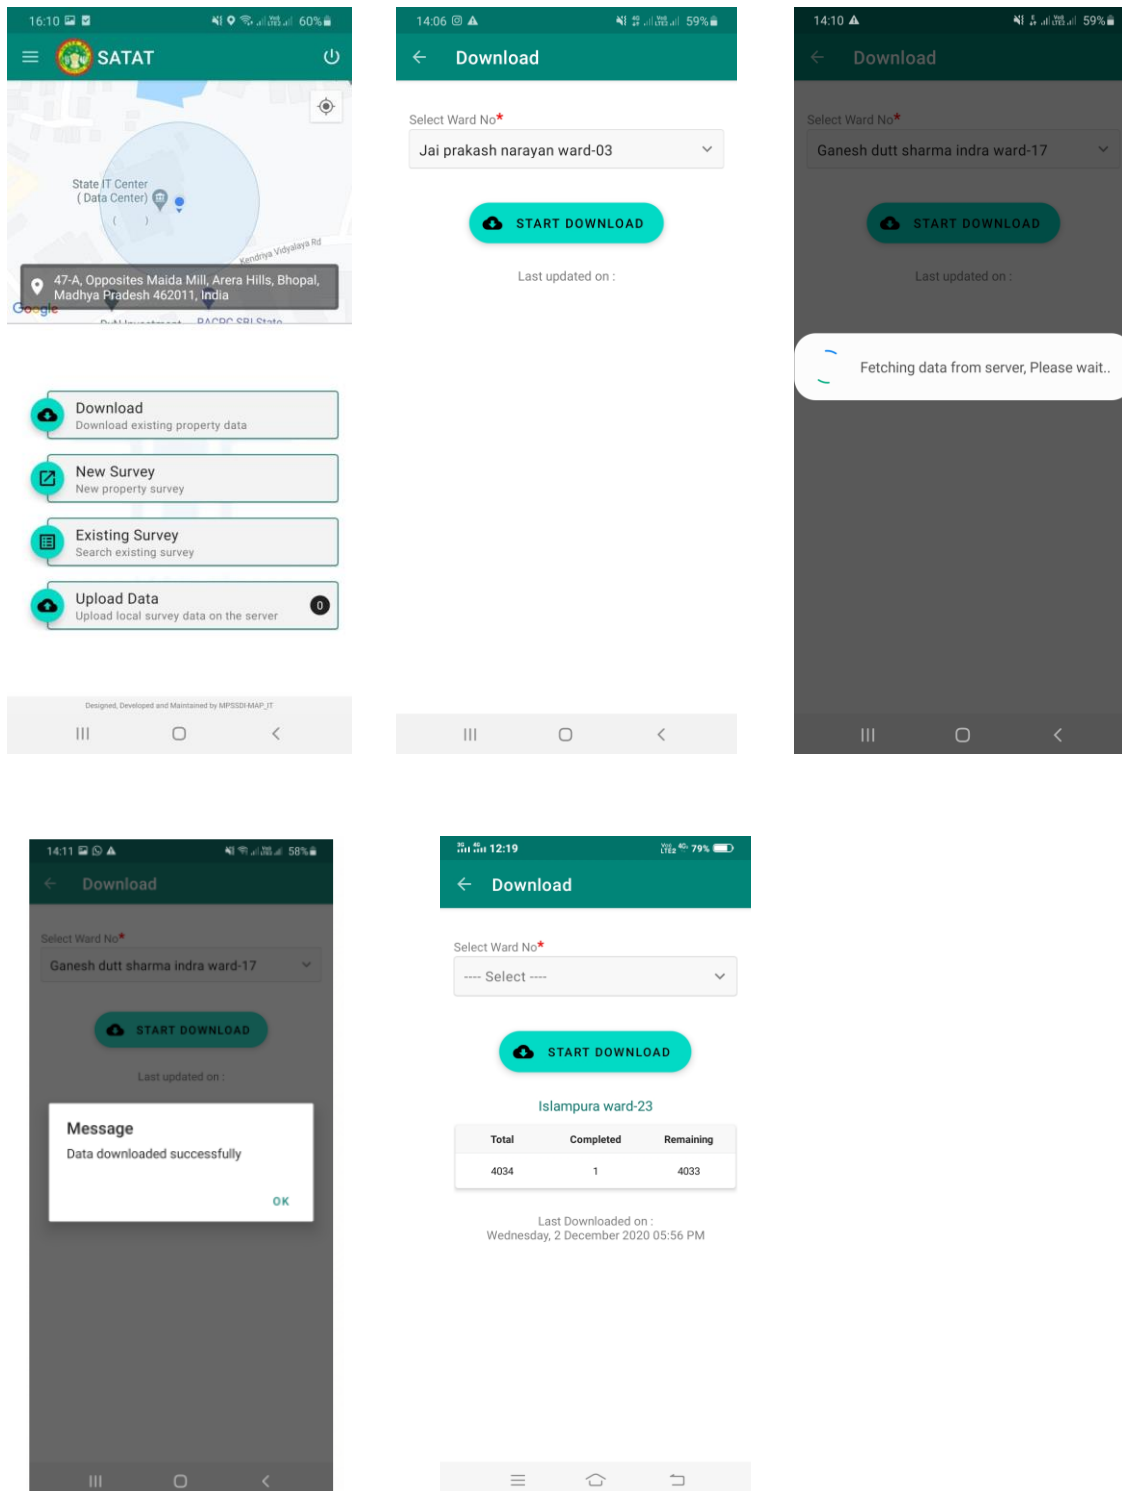 16:10 60%
SATAT
State IT Center
( Data Center)
( )
Kendriya Vidyalaya Rd
47-A, Opposites Maida Mill, Arera Hills, Bhopal,
Madhya Pradesh 462011, India
Google
RACPC SBI State
Download
Download existing property data
New Survey
New property survey
Existing Survey
Search existing survey
Upload Data
Upload local survey data on the server
0
Designed, Developed and Maintained by MPSSDI-MAP_IT
14:06 59%
Download
Select Ward No*
Jai prakash narayan ward-03
START DOWNLOAD
Last updated on :
14:10 59%
Download
Select Ward No*
Ganesh dutt sharma indra ward-17
START DOWNLOAD
Last updated on :
Fetching data from server, Please wait..
14:11 58%
Download
Select Ward No*
Ganesh dutt sharma indra ward-17
START DOWNLOAD
Last updated on :
Message
Data downloaded successfully
OK
3G 4G 12:19 VoLTE2 4G 79%
Download
Select Ward No*
---- Select ----
START DOWNLOAD
Islampura ward-23
Total Completed Remaining
4034 1 4033
Last Downloaded on :
Wednesday, 2 December 2020 05:56 PM